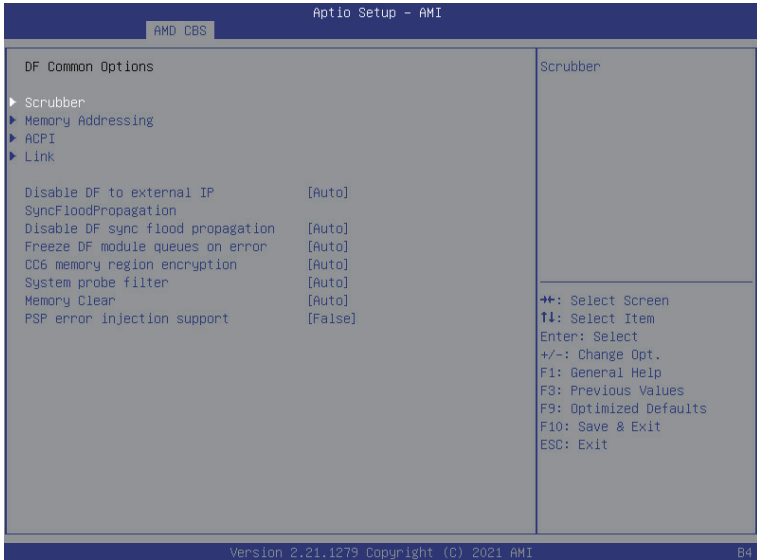 Aptio Setup – AMI
AMD CBS
DF Common Options
Scrubber
Memory Addressing
ACPI
Link
Disable DF to external IP [Auto]
SyncFloodPropagation
Disable DF sync flood propagation [Auto]
Freeze DF module queues on error [Auto]
CC6 memory region encryption [Auto]
System probe filter [Auto]
Memory Clear [Auto]
PSP error injection support [False]
Scrubber
→←: Select Screen
↑↓: Select Item
Enter: Select
+/-: Change Opt.
F1: General Help
F3: Previous Values
F9: Optimized Defaults
F10: Save & Exit
ESC: Exit
Version 2.21.1279 Copyright (C) 2021 AMI
B4